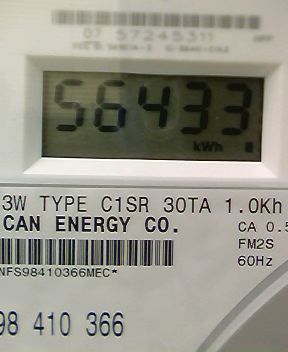 07 57245311
56433
kWh
3W TYPE C1SR 30TA 1.0Kh
CAN ENERGY CO.
CA 0.5
FM2S
NFS98410366MEC*
60Hz
98 410 366